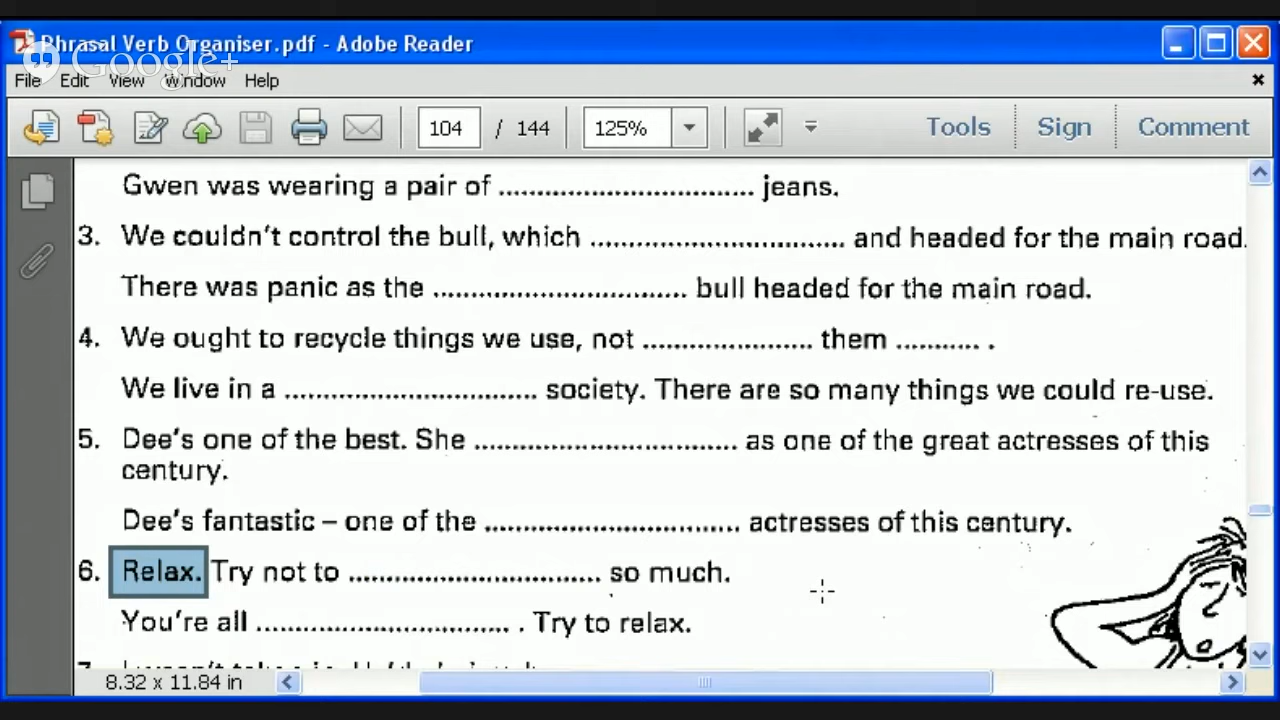 Phrasal Verb Organiser.pdf - Adobe Reader
Google+
File Edit View Window Help
104 / 144 125% Tools Sign Comment
Gwen was wearing a pair of .................................. jeans.
3. We couldn't control the bull, which .................................. and headed for the main road.
There was panic as the .................................. bull headed for the main road.
4. We ought to recycle things we use, not ...................... them ........... .
We live in a .................................. society. There are so many things we could re-use.
5. Dee's one of the best. She .................................. as one of the great actresses of this
century.
Dee's fantastic – one of the .................................. actresses of this century.
6. Relax. Try not to .................................. so much.
You're all .................................. . Try to relax.
7.
8.32 x 11.84 in